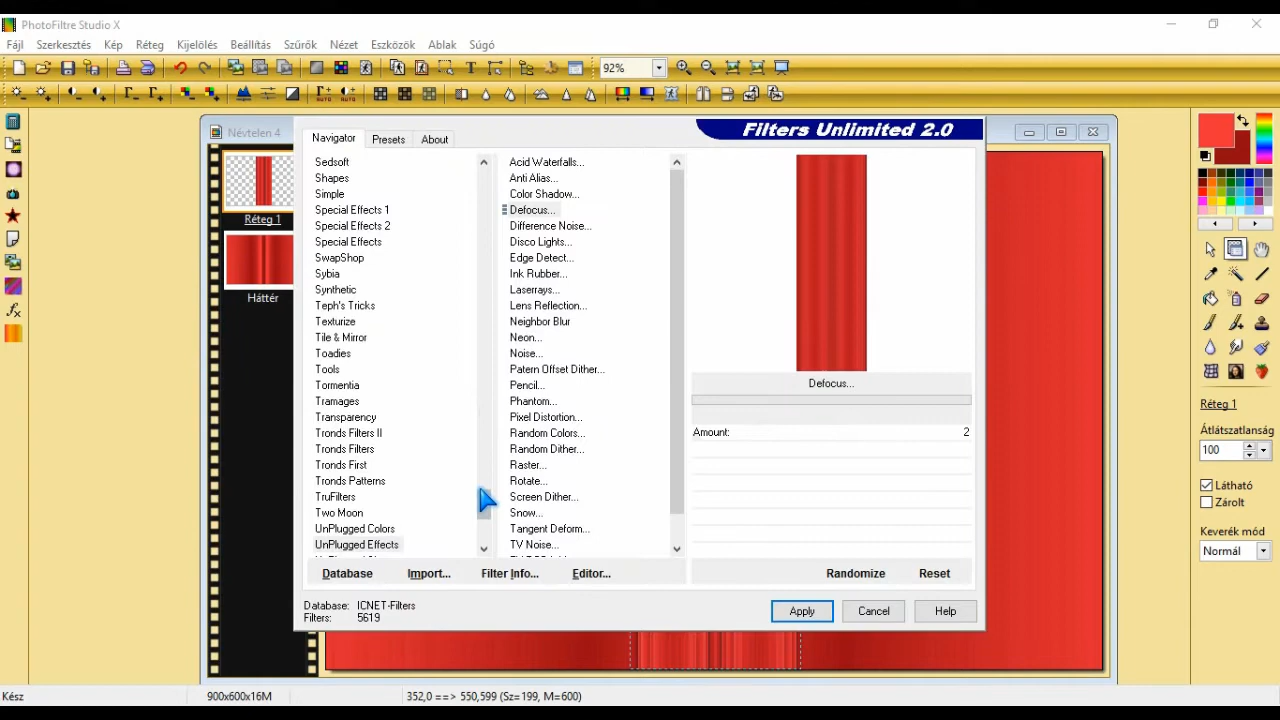 PhotoFiltre Studio X
Fájl Szerkesztés Kép Réteg Kijelölés Beállítás Szűrők Nézet Eszközök Ablak Súgó
92%
Névtelen 4
Réteg 1
Háttér
Navigator Presets About
Filters Unlimited 2.0
Sedsoft
Shapes
Simple
Special Effects 1
Special Effects 2
Special Effects
SwapShop
Sybia
Synthetic
Teph's Tricks
Texturize
Tile & Mirror
Toadies
Tools
Tormentia
Tramages
Transparency
Tronds Filters II
Tronds Filters
Tronds First
Tronds Patterns
TruFilters
Two Moon
UnPlugged Colors
UnPlugged Effects
Acid Waterfalls...
Anti Alias...
Color Shadow...
Defocus...
Difference Noise...
Disco Lights...
Edge Detect...
Ink Rubber...
Laserrays...
Lens Reflection...
Neighbor Blur
Neon...
Noise...
Patern Offset Dither...
Pencil...
Phantom...
Pixel Distortion...
Random Colors...
Random Dither...
Raster...
Rotate...
Screen Dither...
Snow...
Tangent Deform...
TV Noise...
Defocus...
Amount: 2
Database Import... Filter Info... Editor...
Randomize Reset
Database: ICNET-Filters
Filters: 5619
Apply Cancel Help
Réteg 1
Átlátszatlanság
100
Látható
Zárolt
Keverék mód
Normál
Kész 900x600x16M 352,0 ==> 550,599 (Sz=199, M=600)